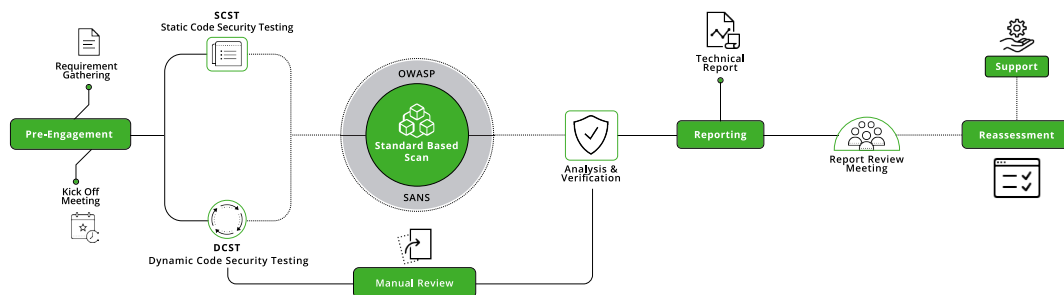 SCST
Static Code Security Testing
Requirement
Gathering
Pre-Engagement
Kick Off
Meeting
DCST
Dynamic Code Security Testing
OWASP
Standard Based
Scan
SANS
Manual Review
Analysis &
Verification
Technical
Report
Reporting
Report Review
Meeting
Support
Reassessment